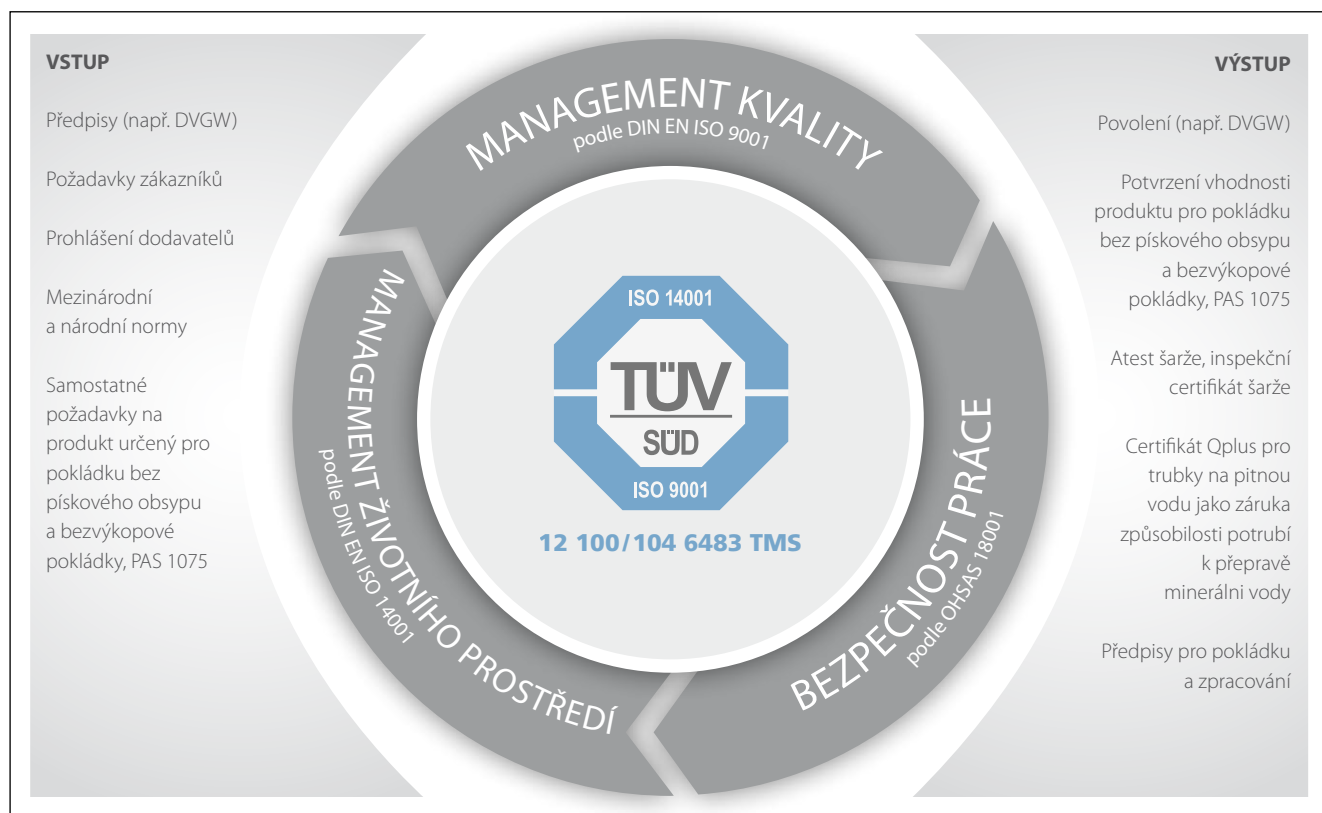 VSTUP
Předpisy (např. DVGW)
Požadavky zákazníků
Prohlášení dodavatelů
Mezinárodní
a národní normy
Samostatné
požadavky na
produkt určený pro
pokládku bez
pískového obsypu
a bezvýkopové
pokládky, PAS 1075
MANAGEMENT KVALITY
podle DIN EN ISO 9001
MANAGEMENT ŽIVOTNÍHO PROSTŘEDÍ
podle DIN EN ISO 14001
BEZPEČNOST PRÁCE
podle OHSAS 18001
ISO 14001
TÜV
SÜD
ISO 9001
12 100/104 6483 TMS
VÝSTUP
Povolení (např. DVGW)
Potvrzení vhodnosti
produktu pro pokládku
bez pískového obsypu
a bezvýkopové
pokládky, PAS 1075
Atest šarže, inspekční
certifikát šarže
Certifikát Qplus pro
trubky na pitnou
vodu jako záruka
způsobilosti potrubí
k přepravě
minerálni vody
Předpisy pro pokládku
a zpracování